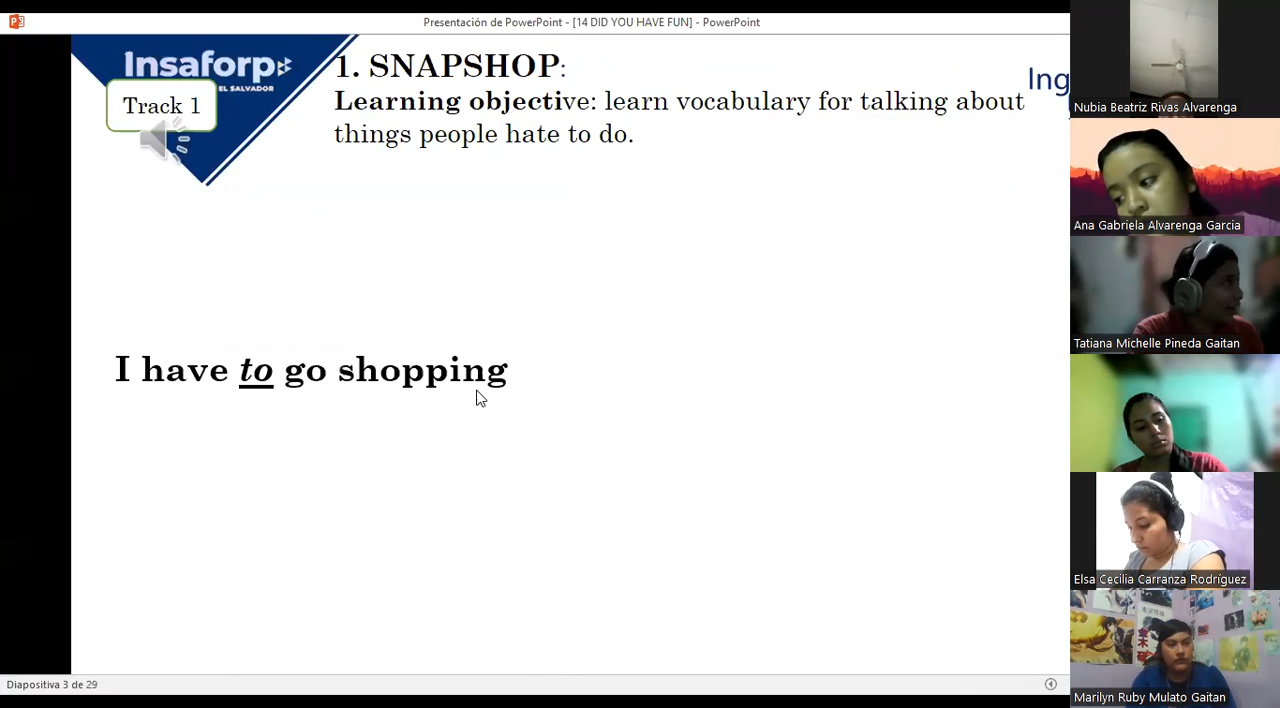 Presentación de PowerPoint - [14 DID YOU HAVE FUN] - PowerPoint
Insaforp
EL SALVADOR
Track 1
1. SNAPSHOP:
Learning objective: learn vocabulary for talking about
things people hate to do.
Ing
I have to go shopping
Diapositiva 3 de 29
Nubia Beatriz Rivas Alvarenga
Ana Gabriela Alvarenga Garcia
Tatiana Michelle Pineda Gaitan
Elsa Cecilia Carranza Rodríguez
Marilyn Ruby Mulato Gaitan